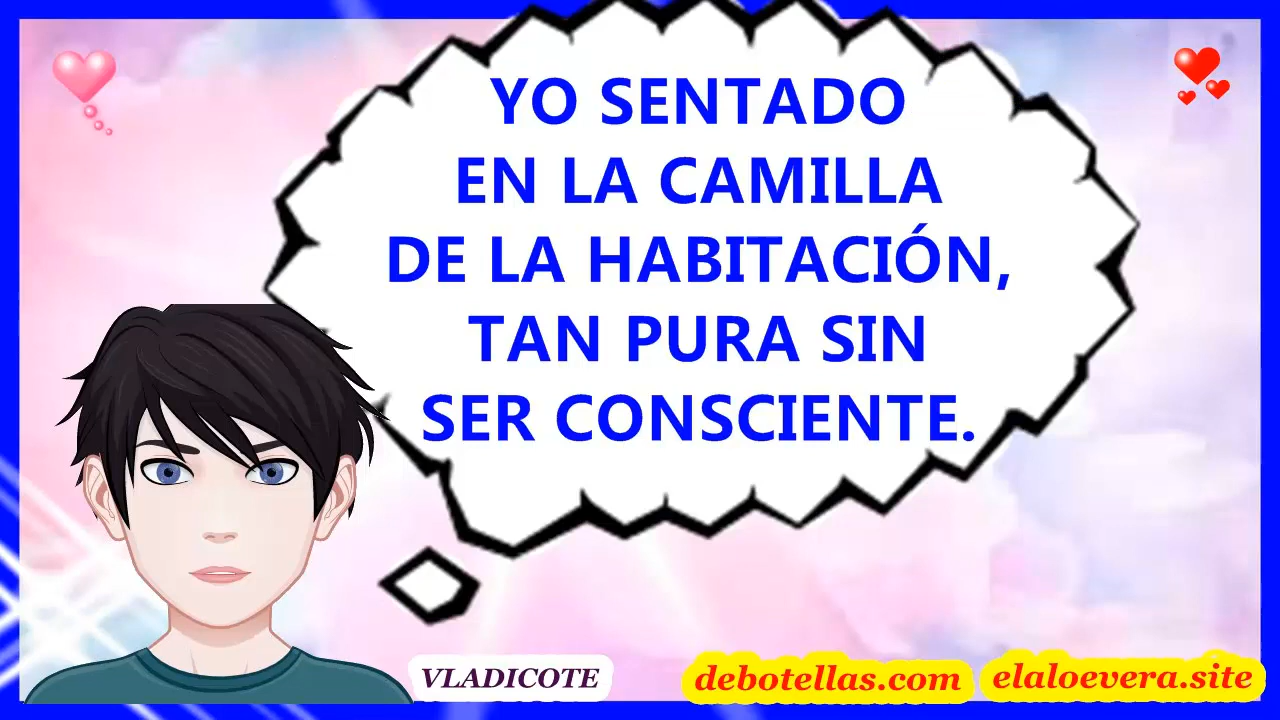 YO SENTADO
EN LA CAMILLA
DE LA HABITACIÓN,
TAN PURA SIN
SER CONSCIENTE.
VLADICOTE
debotellas.com
elaloevera.site